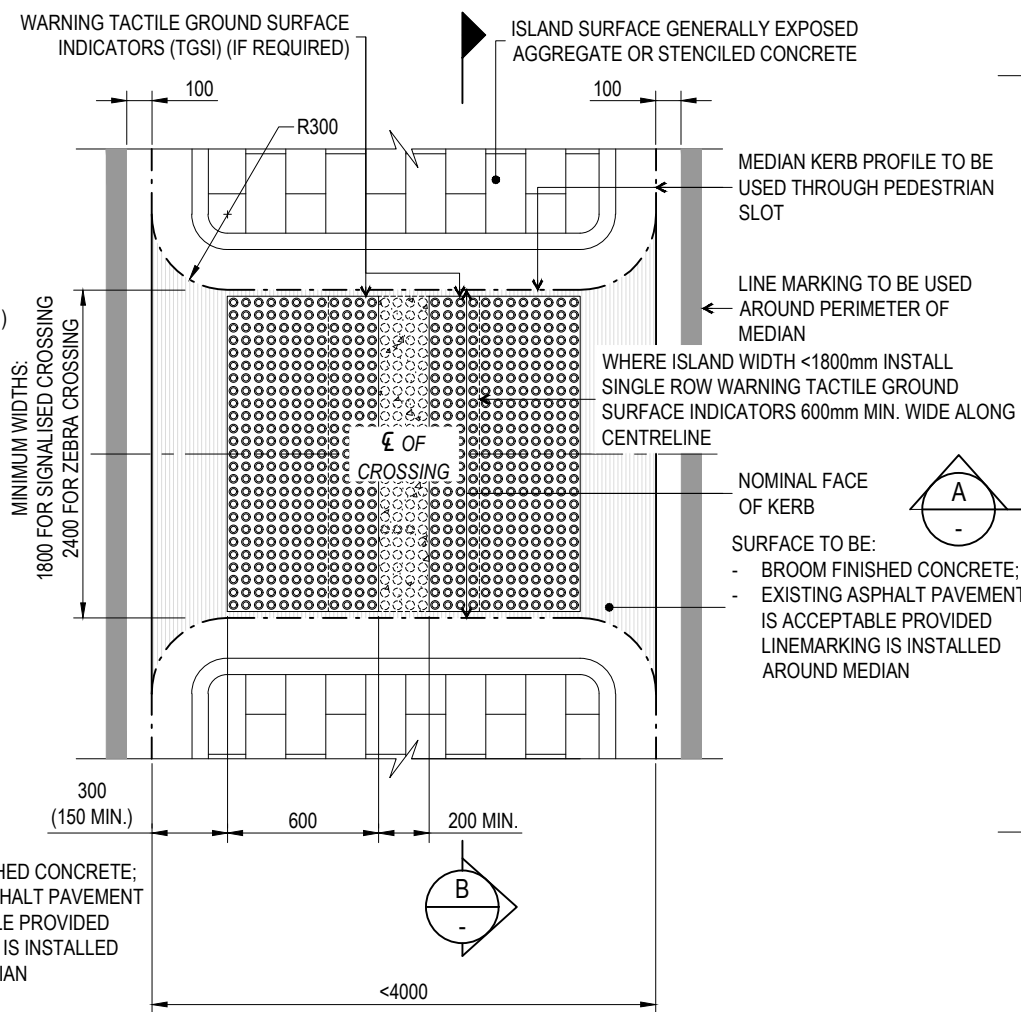 WARNING TACTILE GROUND SURFACE
INDICATORS (TGSI) (IF REQUIRED)
ISLAND SURFACE GENERALLY EXPOSED
AGGREGATE OR STENCILED CONCRETE
100
100
R300
MEDIAN KERB PROFILE TO BE
USED THROUGH PEDESTRIAN
SLOT
LINE MARKING TO BE USED
AROUND PERIMETER OF
MEDIAN
)
MINIMUM WIDTHS:
1800 FOR SIGNALISED CROSSING
2400 FOR ZEBRA CROSSING
WHERE ISLAND WIDTH <1800mm INSTALL
SINGLE ROW WARNING TACTILE GROUND
SURFACE INDICATORS 600mm MIN. WIDE ALONG
CENTRELINE
℄ OF
CROSSING
NOMINAL FACE
OF KERB
A
-
SURFACE TO BE:
- BROOM FINISHED CONCRETE;
- EXISTING ASPHALT PAVEMENT
IS ACCEPTABLE PROVIDED
LINEMARKING IS INSTALLED
AROUND MEDIAN
300
(150 MIN.)
600
200 MIN.
HED CONCRETE;
HALT PAVEMENT
LE PROVIDED
IS INSTALLED
IAN
B
-
<4000